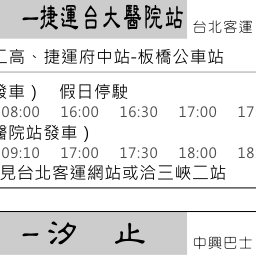 ─捷運台大醫院站 台北客運
工高、捷運府中站-板橋公車站
發車） 假日停駛
08:00 16:00 16:30 17:00 17
醫院站發車）
09:10 17:00 17:30 18:00 18
見台北客運網站或洽三峽二站
─汐 止 中興巴士